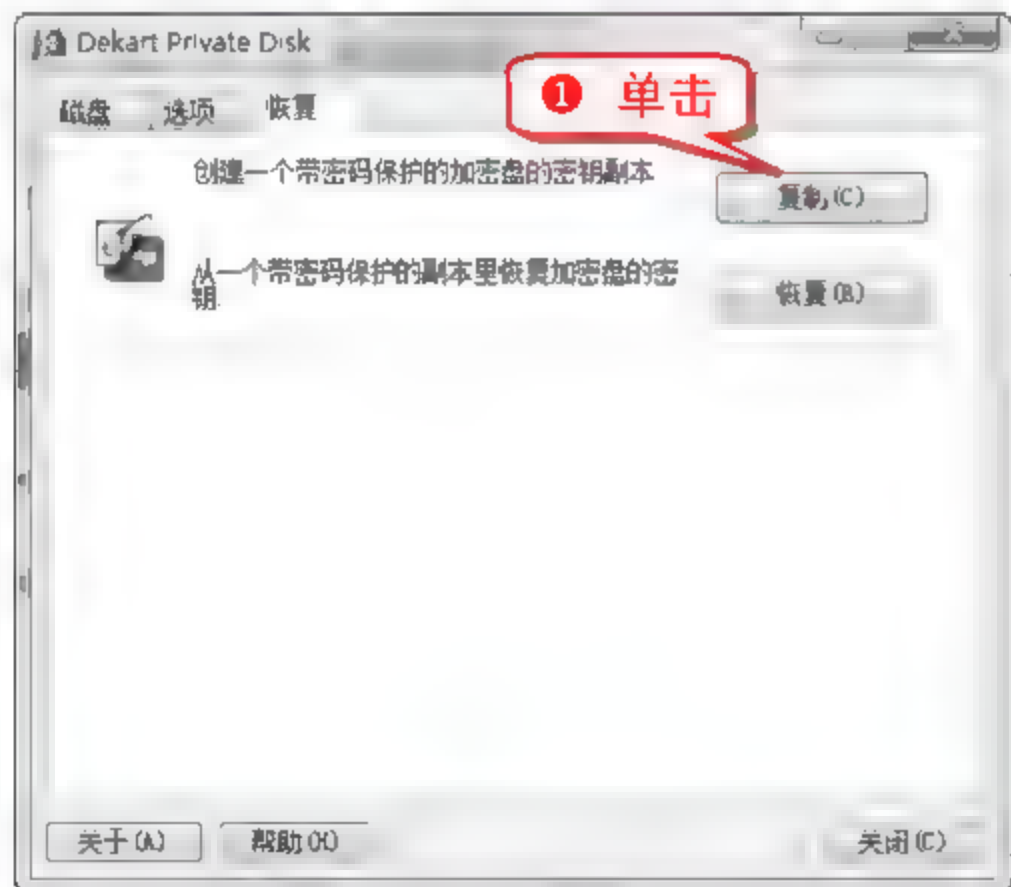 Dekart Private Disk
磁盘 选项 恢复
❶ 单击
创建一个带密码保护的加密盘的密钥副本
复制(C)
从一个带密码保护的副本里恢复加密盘的密
钥.
恢复(R)
关于(A) 帮助(H) 关闭(C)